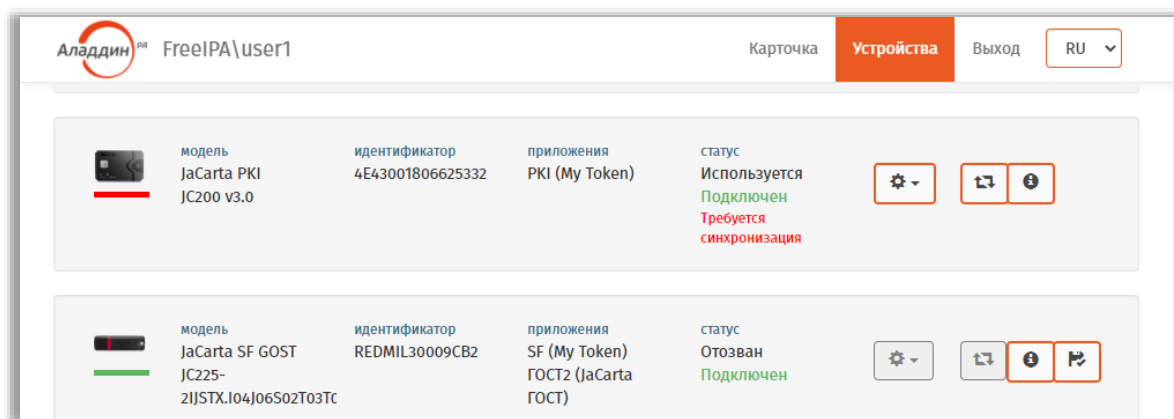 Аладдин РД FreeIPA\user1 Карточка Устройства Выход RU
модель идентификатор приложения статус
JaCarta PKI 4E43001806625332 PKI (My Token) Используется
JC200 v3.0 Подключен
Требуется
синхронизация
модель идентификатор приложения статус
JaCarta SF GOST REDMIL30009CB2 SF (My Token) Отозван
JC225- ГОСТ2 (JaCarta Подключен
2IJSTX.I04J06S02T03TC ГОСТ)